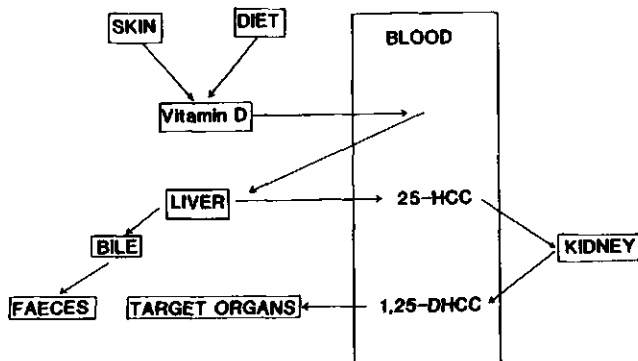 SKIN
DIET
BLOOD
Vitamin D
LIVER
25-HCC
BILE
KIDNEY
FAECES
TARGET ORGANS
1,25-DHCC